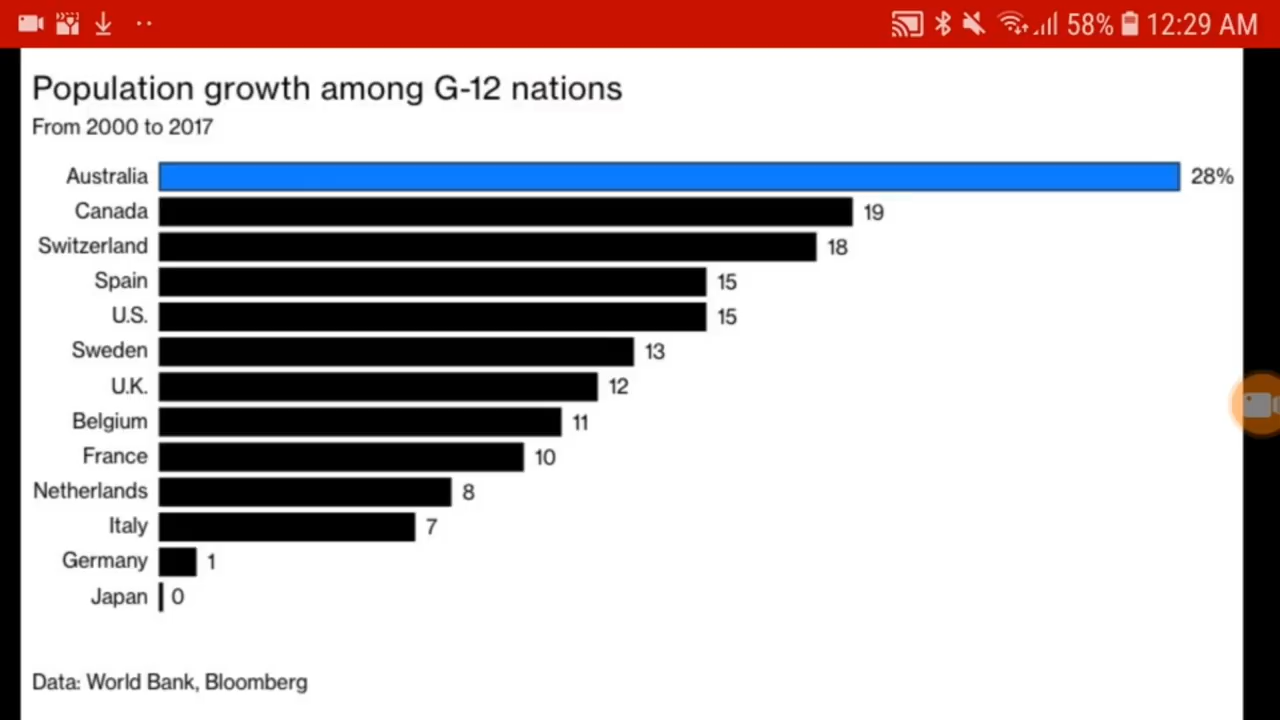 58% 12:29 AM
Population growth among G-12 nations
From 2000 to 2017
Australia 28%
Canada 19
Switzerland 18
Spain 15
U.S. 15
Sweden 13
U.K. 12
Belgium 11
France 10
Netherlands 8
Italy 7
Germany 1
Japan 0
Data: World Bank, Bloomberg